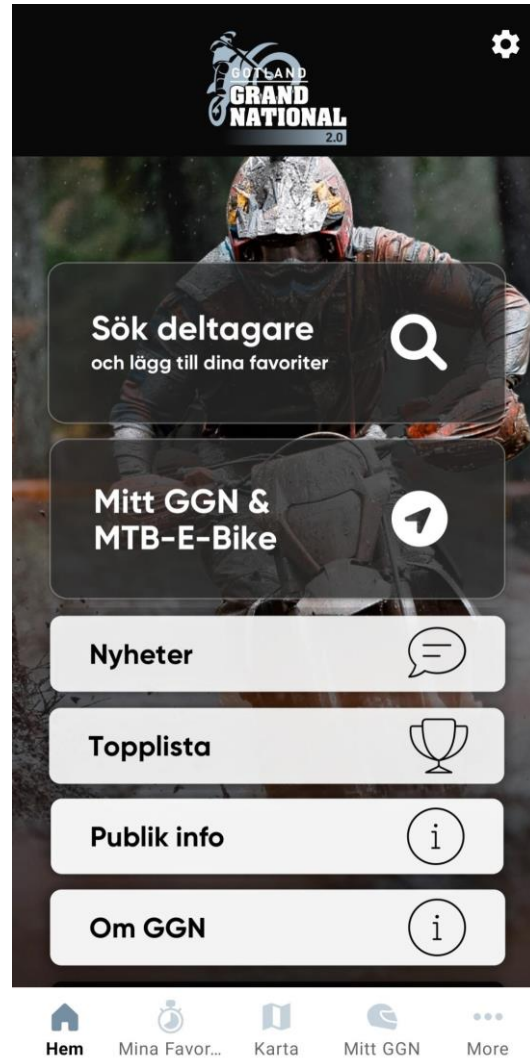 GOTLAND
GRAND
NATIONAL
2.0
Sök deltagare
och lägg till dina favoriter
Mitt GGN &
MTB-E-Bike
Nyheter
Topplista
Publik info
Om GGN
Hem
Mina Favor...
Karta
Mitt GGN
More